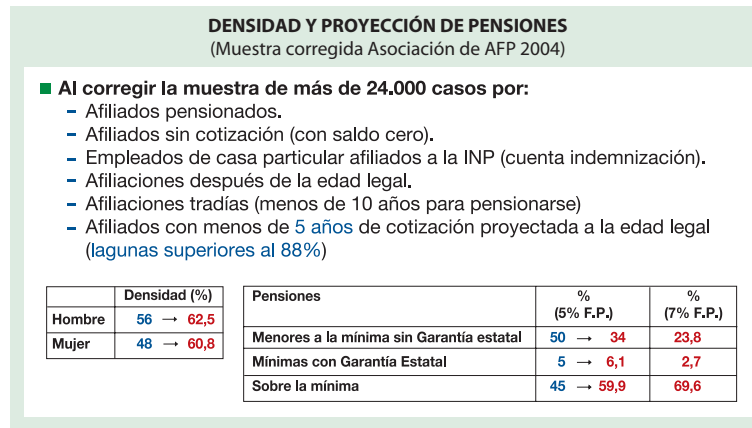 DENSIDAD Y PROYECCIÓN DE PENSIONES
(Muestra corregida Asociación de AFP 2004)
■ Al corregir la muestra de más de 24.000 casos por:
– Afiliados pensionados.
– Afiliados sin cotización (con saldo cero).
– Empleados de casa particular afiliados a la INP (cuenta indemnización).
– Afiliaciones después de la edad legal.
– Afiliaciones tradías (menos de 10 años para pensionarse)
– Afiliados con menos de 5 años de cotización proyectada a la edad legal
(lagunas superiores al 88%)
Densidad (%)
Hombre 56 → 62,5
Mujer 48 → 60,8
Pensiones % %
(5% F.P.) (7% F.P.)
Menores a la mínima sin Garantía estatal 50 → 34 23,8
Mínimas con Garantía Estatal 5 → 6,1 2,7
Sobre la mínima 45 → 59,9 69,6